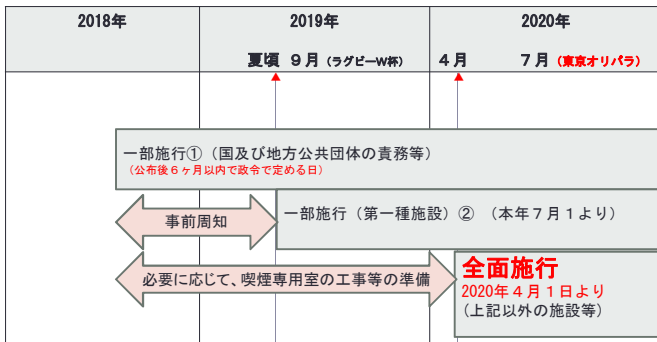 2018年 2019年 2020年
夏頃 9月（ラグビーW杯） 4月 7月（東京オリパラ）
一部施行①（国及び地方公共団体の責務等）
（公布後６ヶ月以内で政令で定める日）
事前周知
一部施行（第一種施設）②　（本年７月１より）
必要に応じて、喫煙専用室の工事等の準備
全面施行
2020年４月１日より
（上記以外の施設等）